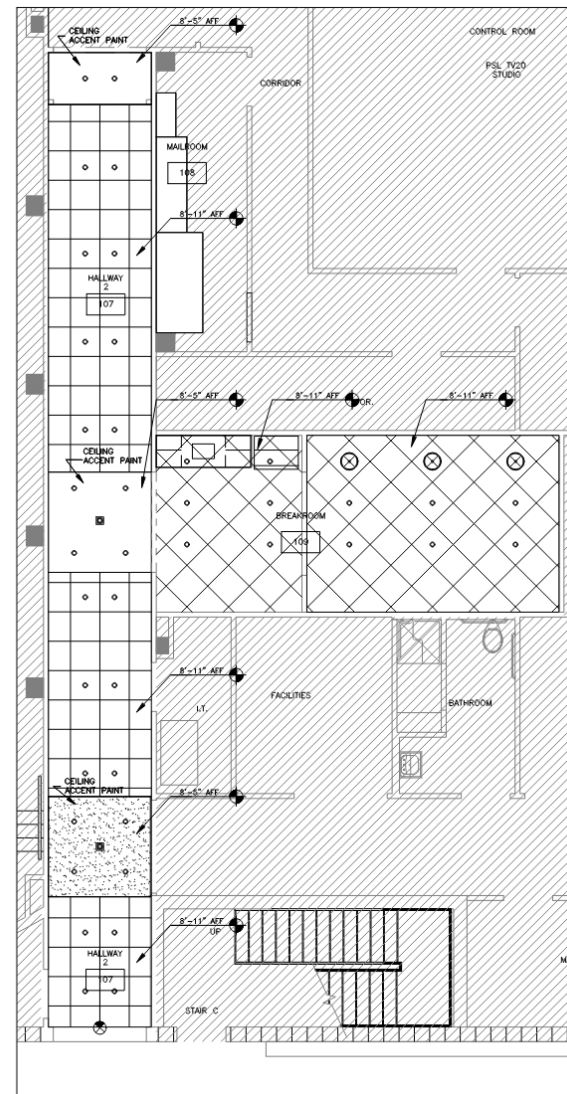 8'-5" AFF
CEILING
ACCENT PAINT
CONTROL ROOM
PSL TV20
STUDIO
CORRIDOR
MAILROOM
108
8'-11" AFF
HALLWAY
2
107
8'-5" AFF
8'-11" AFF
OR.
8'-11" AFF
CEILING
ACCENT PAINT
BREAKROOM
109
8'-11" AFF
FACILITIES
I.T.
BATHROOM
CEILING
ACCENT PAINT
8'-5" AFF
8'-11" AFF
UP
HALLWAY
2
107
STAIR C
M